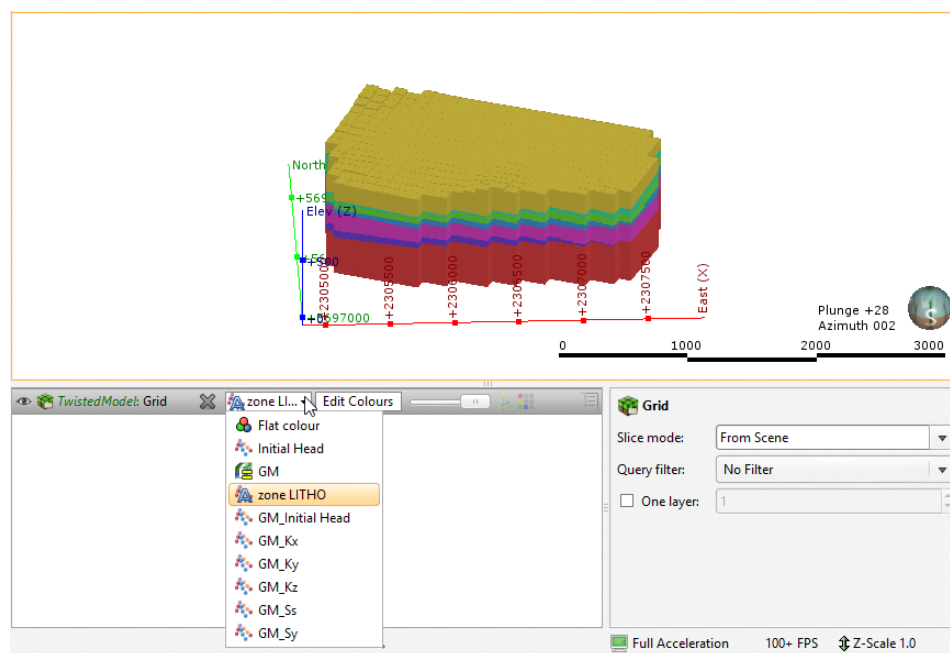 North
+569
Elev (Z)
+56
+500
+5697000
+2305000
+2305500
+2306000
+2306500
+2307000
+2307500
East (X)
Plunge +28
Azimuth 002
0
1000
2000
3000
TwistedModel: Grid
zone LI...
Edit Colours
Flat colour
Initial Head
GM
zone LITHO
GM_Initial Head
GM_Kx
GM_Ky
GM_Kz
GM_Ss
GM_Sy
Grid
Slice mode: From Scene
Query filter: No Filter
One layer: 1
Full Acceleration 100+ FPS Z-Scale 1.0